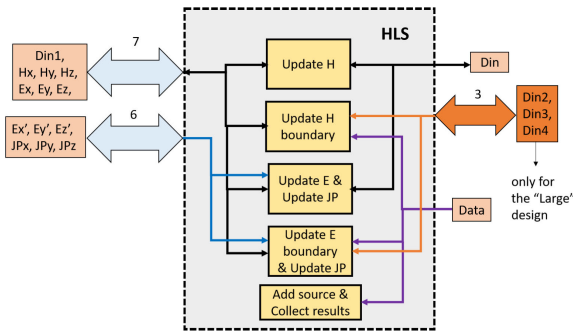 7
HLS
Din1,
Hx, Hy, Hz,
Ex, Ey, Ez,
Update H
Din
6
3
Ex’, Ey’, Ez’,
JPx, JPy, JPz
Update H
boundary
Din2,
Din3,
Din4
Update E &
Update JP
only for
the “Large”
design
Data
Update E
boundary
& Update JP
Add source &
Collect results